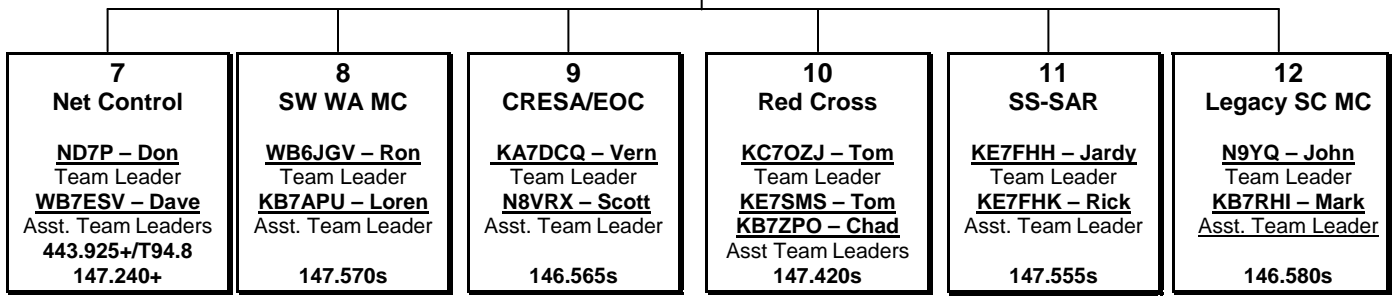 7
Net Control
ND7P – Don
Team Leader
WB7ESV – Dave
Asst. Team Leaders
443.925+/T94.8
147.240+
8
SW WA MC
WB6JGV – Ron
Team Leader
KB7APU – Loren
Asst. Team Leader
147.570s
9
CRESA/EOC
KA7DCQ – Vern
Team Leader
N8VRX – Scott
Asst. Team Leader
146.565s
10
Red Cross
KC7OZJ – Tom
Team Leader
KE7SMS – Tom
KB7ZPO – Chad
Asst Team Leaders
147.420s
11
SS-SAR
KE7FHH – Jardy
Team Leader
KE7FHK – Rick
Asst. Team Leader
147.555s
12
Legacy SC MC
N9YQ – John
Team Leader
KB7RHI – Mark
Asst. Team Leader
146.580s